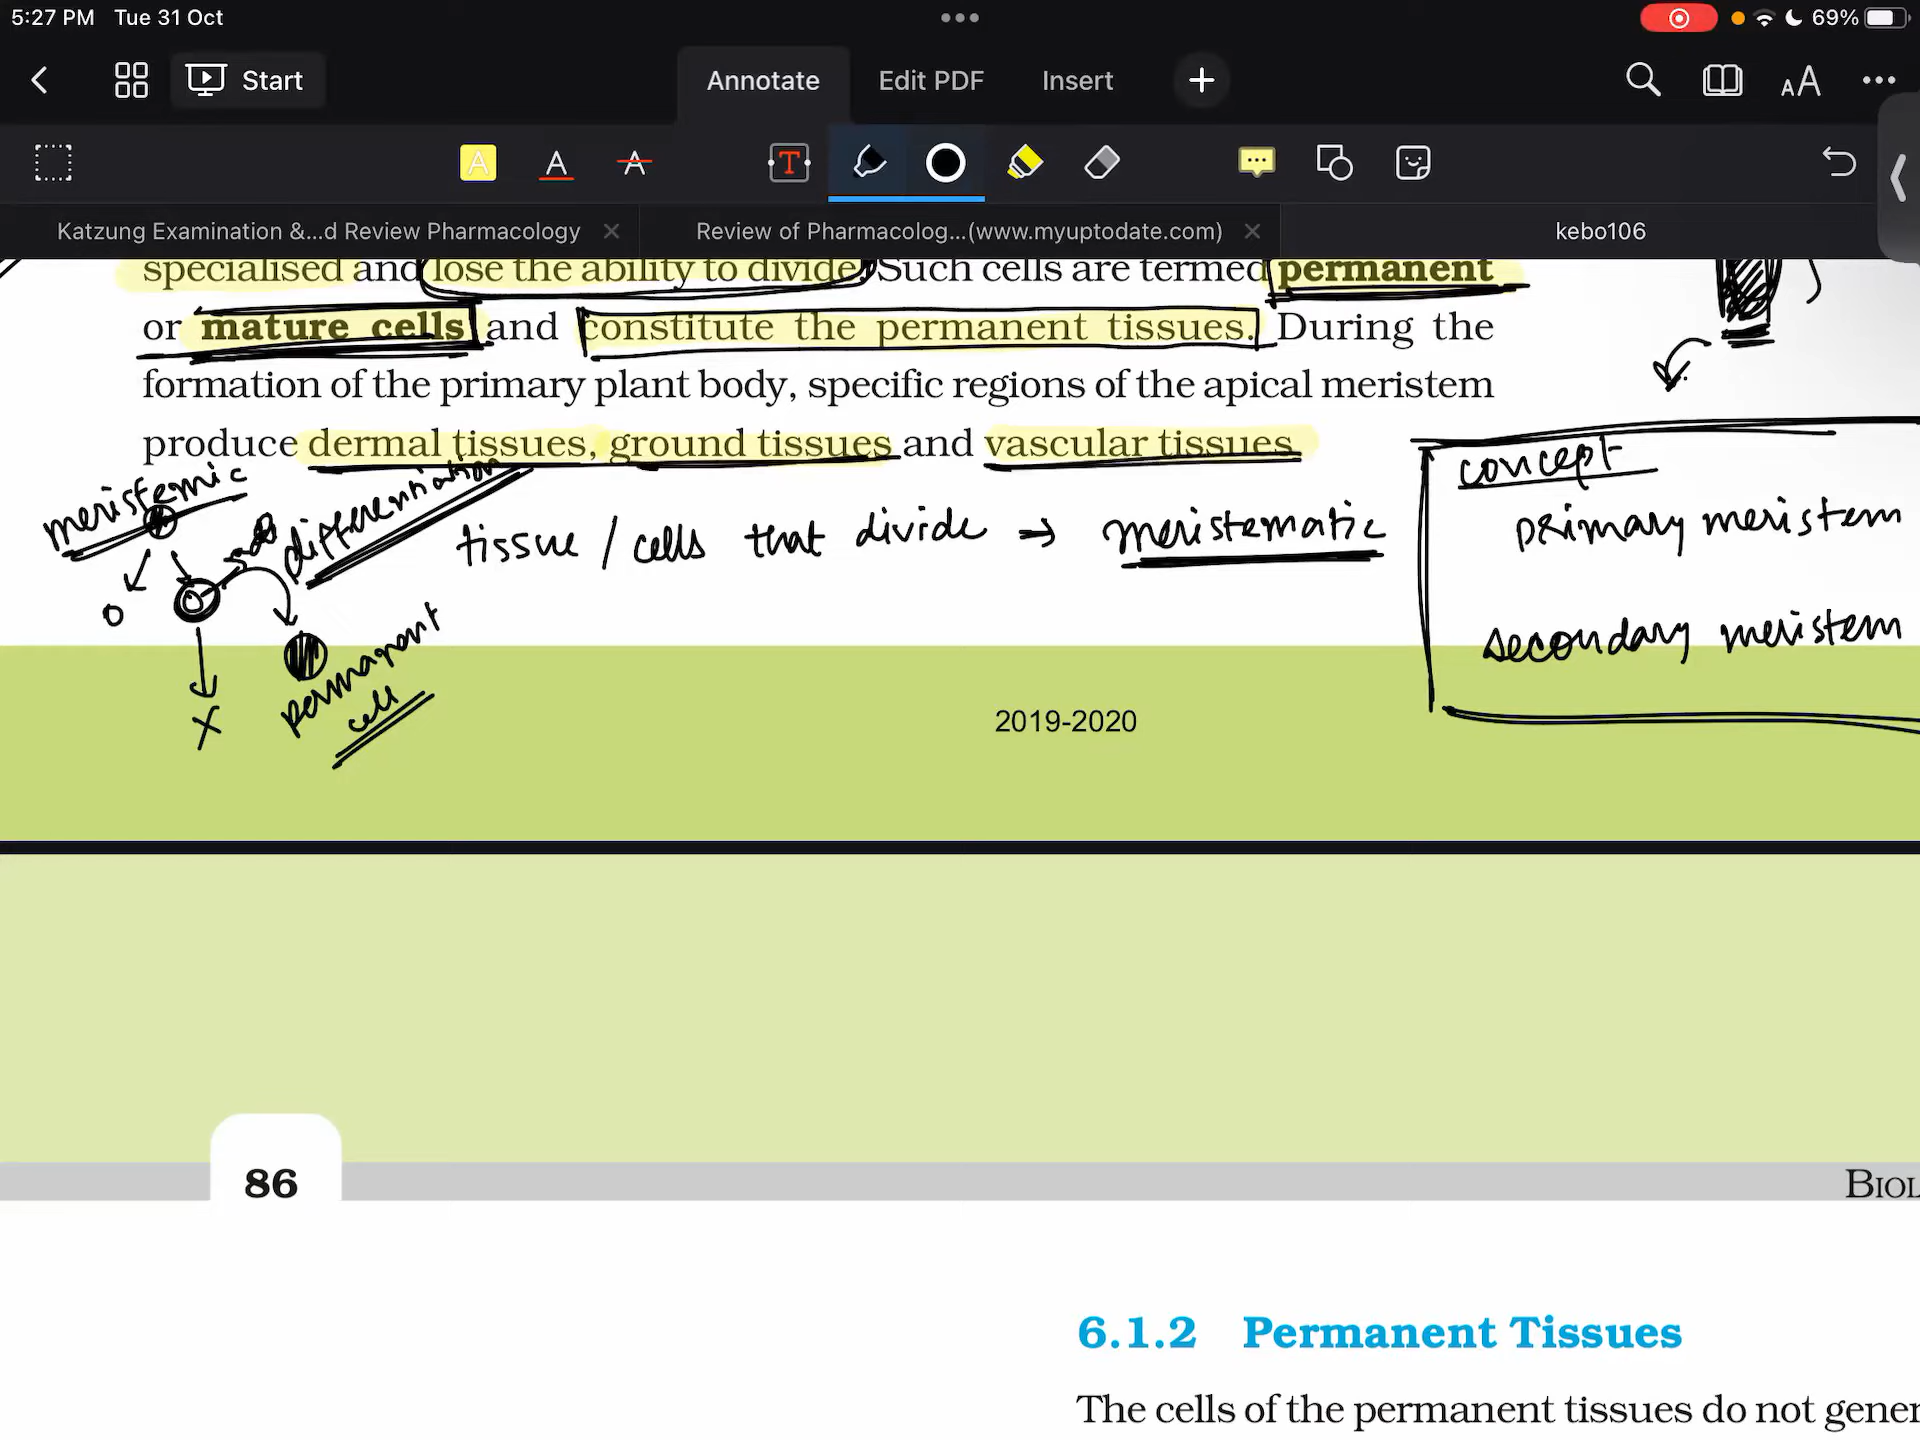 5:27 PM Tue 31 Oct
69%
Start
Annotate
Edit PDF
Insert
AA
A
A
A
T
Katzung Examination &...d Review Pharmacology
Review of Pharmacolog...(www.myuptodate.com)
kebo106
specialised and lose the ability to divide. Such cells are termed permanent
or mature cells and constitute the permanent tissues. During the
formation of the primary plant body, specific regions of the apical meristem
produce dermal tissues, ground tissues and vascular tissues.
meristemic
differentiation
tissue / cells that divide → meristematic
concept
primary meristem
secondary meristem
O
X
permanant
cell
2019-2020
86
BIOL
6.1.2 Permanent Tissues
The cells of the permanent tissues do not gener